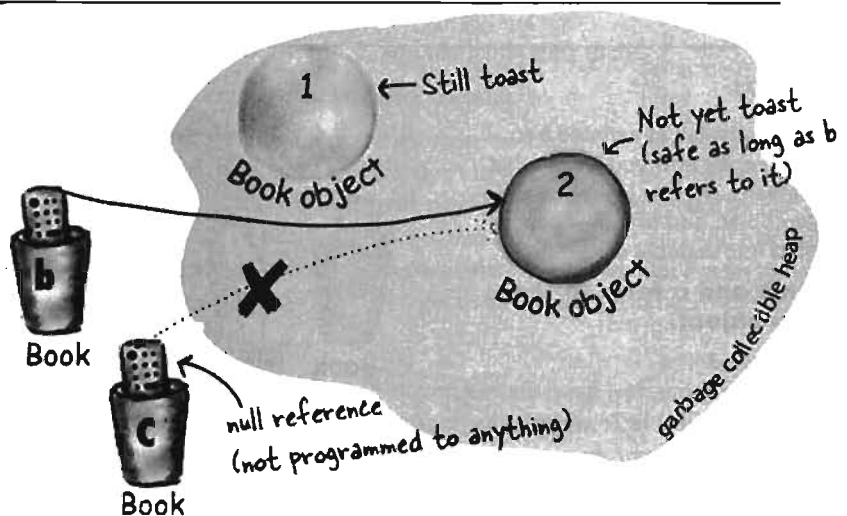 1
Still toast
Book object
Not yet toast
(safe as long as b
refers to it)
2
Book object
b
Book
c
Book
null reference
(not programmed to anything)
garbage collectible heap